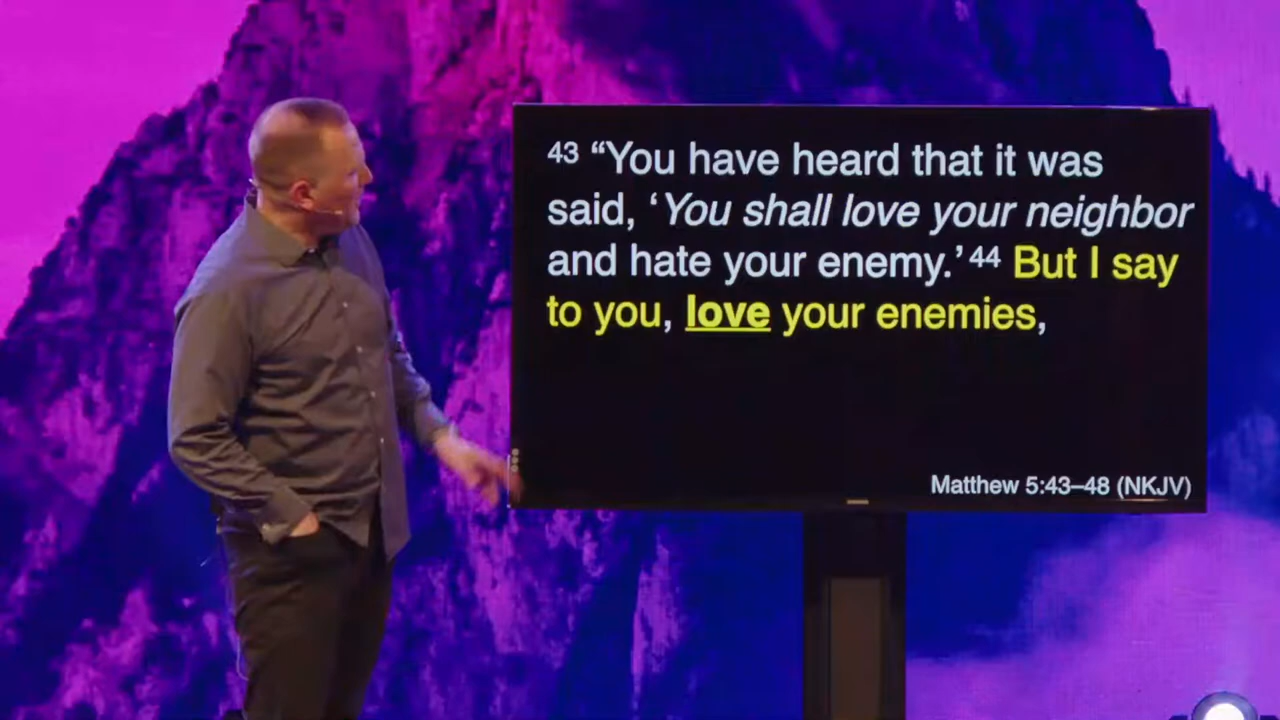 43 “You have heard that it was
said, ‘You shall love your neighbor
and hate your enemy.’ 44 But I say
to you, love your enemies,
Matthew 5:43–48 (NKJV)